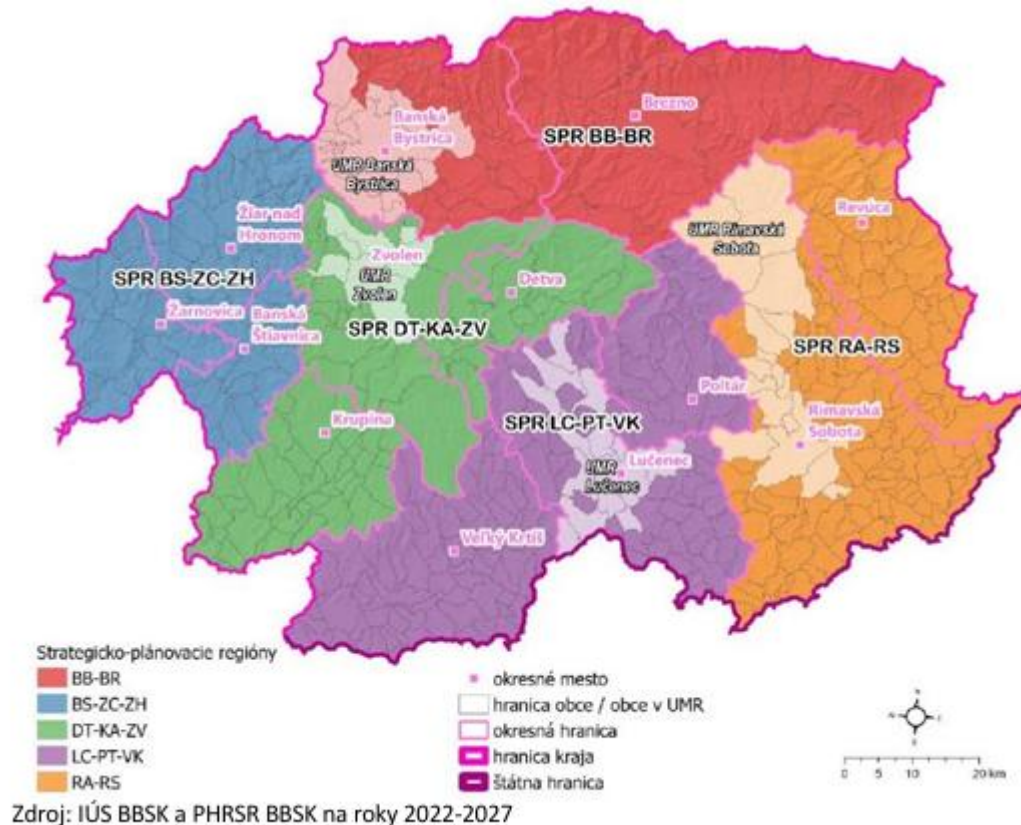 Brezno
Banská
Bystrica
SPR BB-BR
UMR Banská
Bystrica
Revúca
UMR Rimavská
Sobota
Žiar nad
Hronom
Zvolen
UMR
Zvolen
SPR BS-ZC-ZH
Detva
Žarnovica
Banská
Štiavnica
SPR DT-KA-ZV
SPR RA-RS
Poltár
SPR LC-PT-VK
Krupina
Rimavská
Sobota
Lučenec
UMR
Lučenec
Veľký Krtíš
Strategicko-plánovacie regióny
BB-BR
BS-ZC-ZH
DT-KA-ZV
LC-PT-VK
RA-RS
okresné mesto
hranica obce / obce v UMR
okresná hranica
hranica kraja
štátna hranica
0 5 10 20 km
Zdroj: IÚS BBSK a PHRSR BBSK na roky 2022-2027